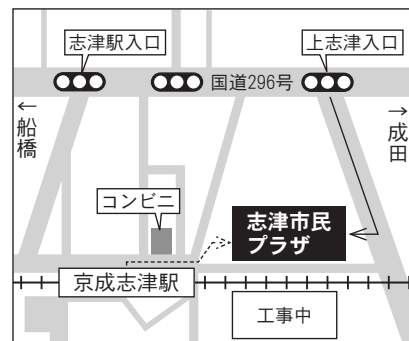 志津駅入口
上志津入口
国道296号
←船橋
→成田
コンビニ
志津市民
プラザ
京成志津駅
工事中